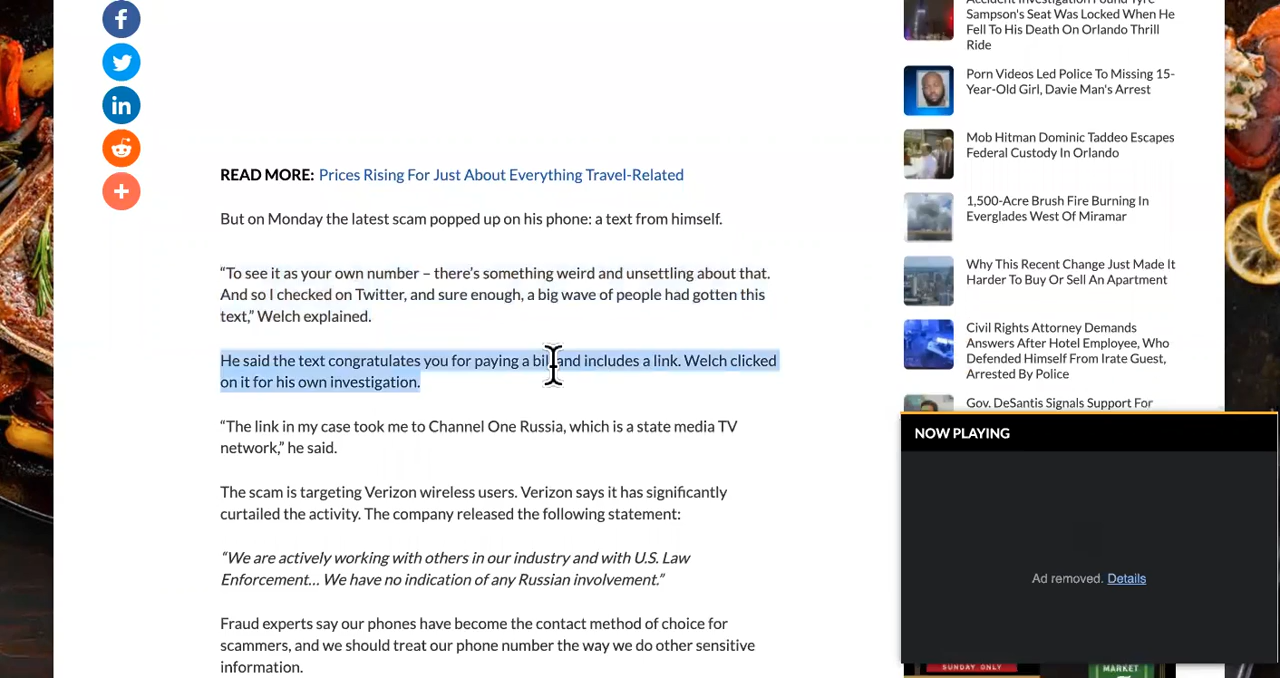 READ MORE: Prices Rising For Just About Everything Travel-Related
But on Monday the latest scam popped up on his phone: a text from himself.
“To see it as your own number – there’s something weird and unsettling about that.
And so I checked on Twitter, and sure enough, a big wave of people had gotten this
text,” Welch explained.
He said the text congratulates you for paying a bill and includes a link. Welch clicked
on it for his own investigation.
“The link in my case took me to Channel One Russia, which is a state media TV
network,” he said.
The scam is targeting Verizon wireless users. Verizon says it has significantly
curtailed the activity. The company released the following statement:
“We are actively working with others in our industry and with U.S. Law
Enforcement… We have no indication of any Russian involvement.”
Fraud experts say our phones have become the contact method of choice for
scammers, and we should treat our phone number the way we do other sensitive
information.
Accident Investigation Found Tyre
Sampson's Seat Was Locked When He
Fell To His Death On Orlando Thrill
Ride
Porn Videos Led Police To Missing 15-
Year-Old Girl, Davie Man's Arrest
Mob Hitman Dominic Taddeo Escapes
Federal Custody In Orlando
1,500-Acre Brush Fire Burning In
Everglades West Of Miramar
Why This Recent Change Just Made It
Harder To Buy Or Sell An Apartment
Civil Rights Attorney Demands
Answers After Hotel Employee, Who
Defended Himself From Irate Guest,
Arrested By Police
Gov. DeSantis Signals Support For
NOW PLAYING
Ad removed. Details
SUNDAY ONLY
MARKET